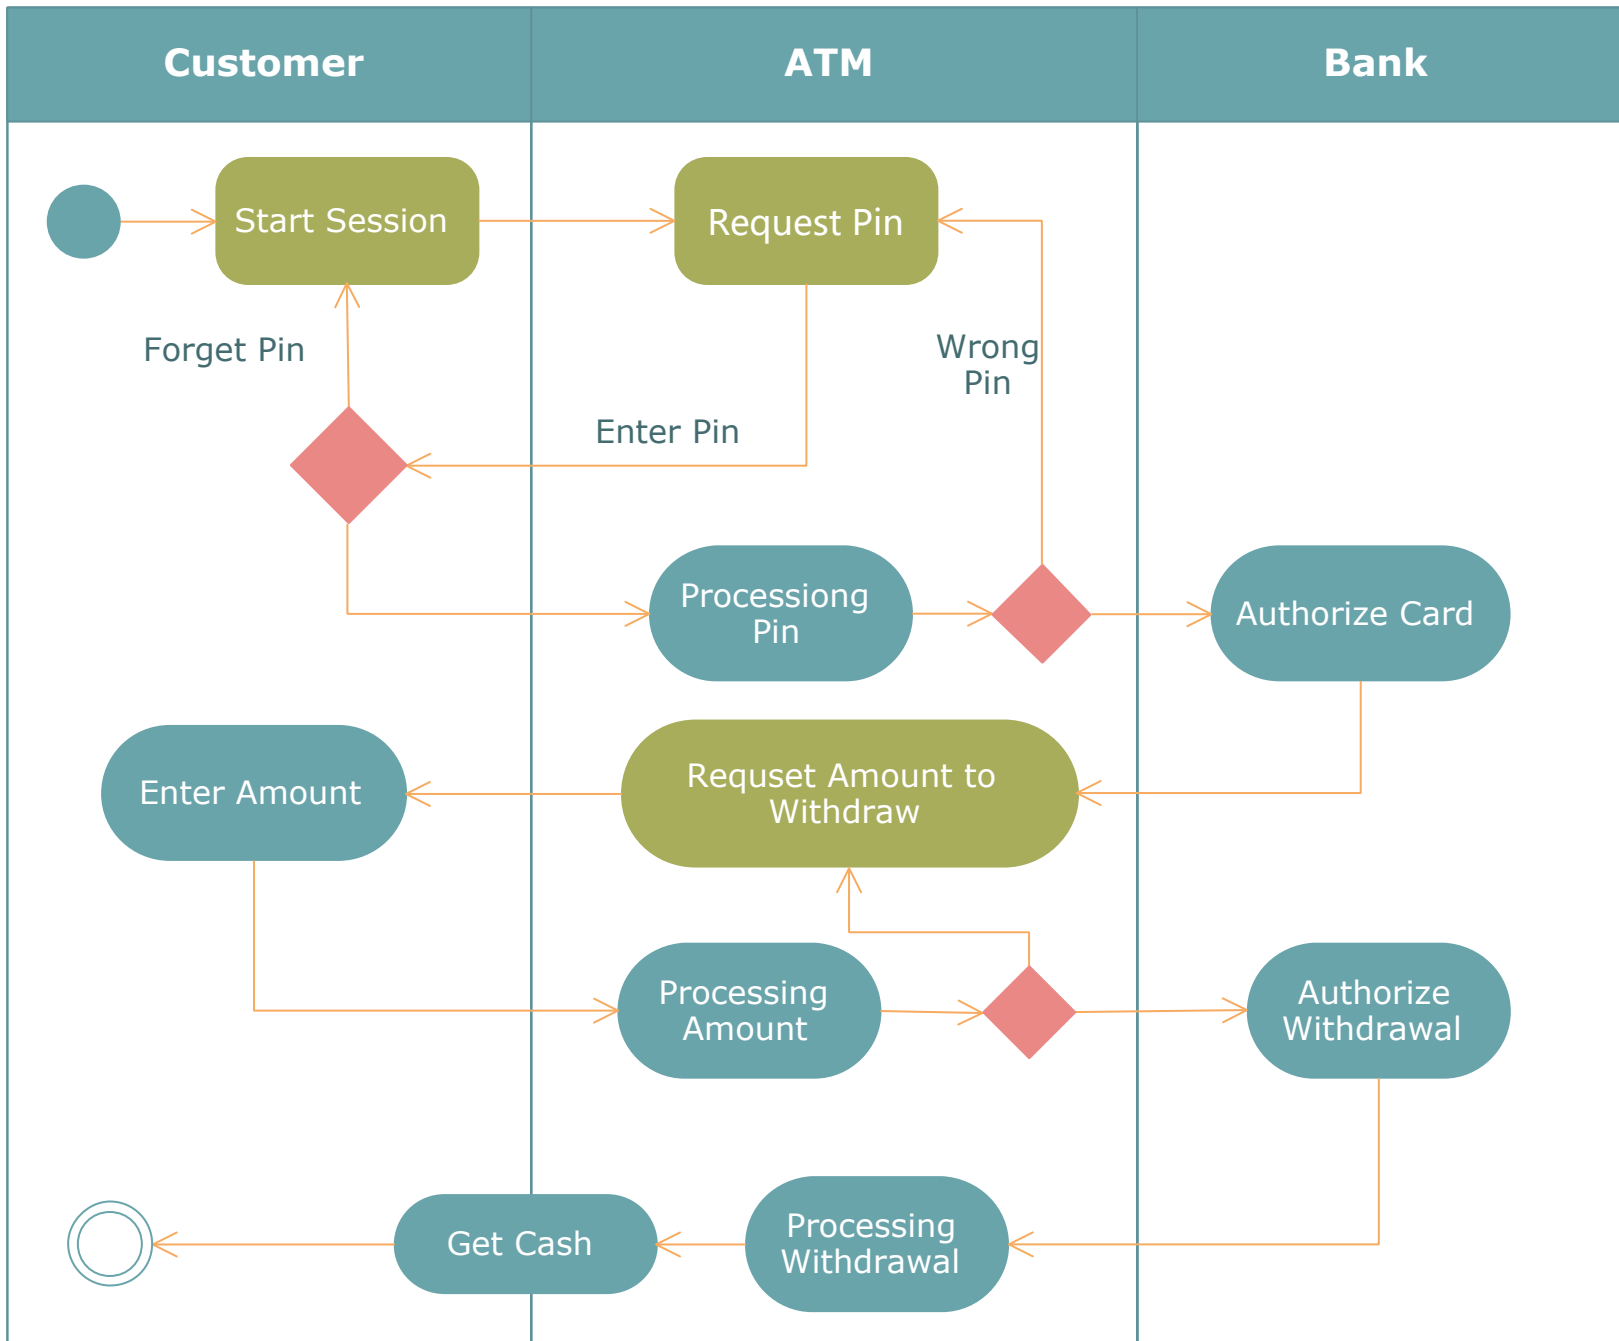 Customer
ATM
Bank
Start Session
Request Pin
Forget Pin
Wrong
Pin
Enter Pin
Processiong
Pin
Authorize Card
Enter Amount
Requset Amount to
Withdraw
Processing
Amount
Authorize
Withdrawal
Get Cash
Processing
Withdrawal